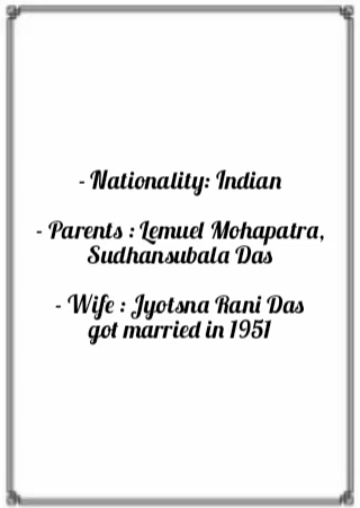 - Nationality: Indian
- Parents : Lemuel Mohapatra,
Sudhansubala Das
- Wife : Jyotsna Rani Das
got married in 1951